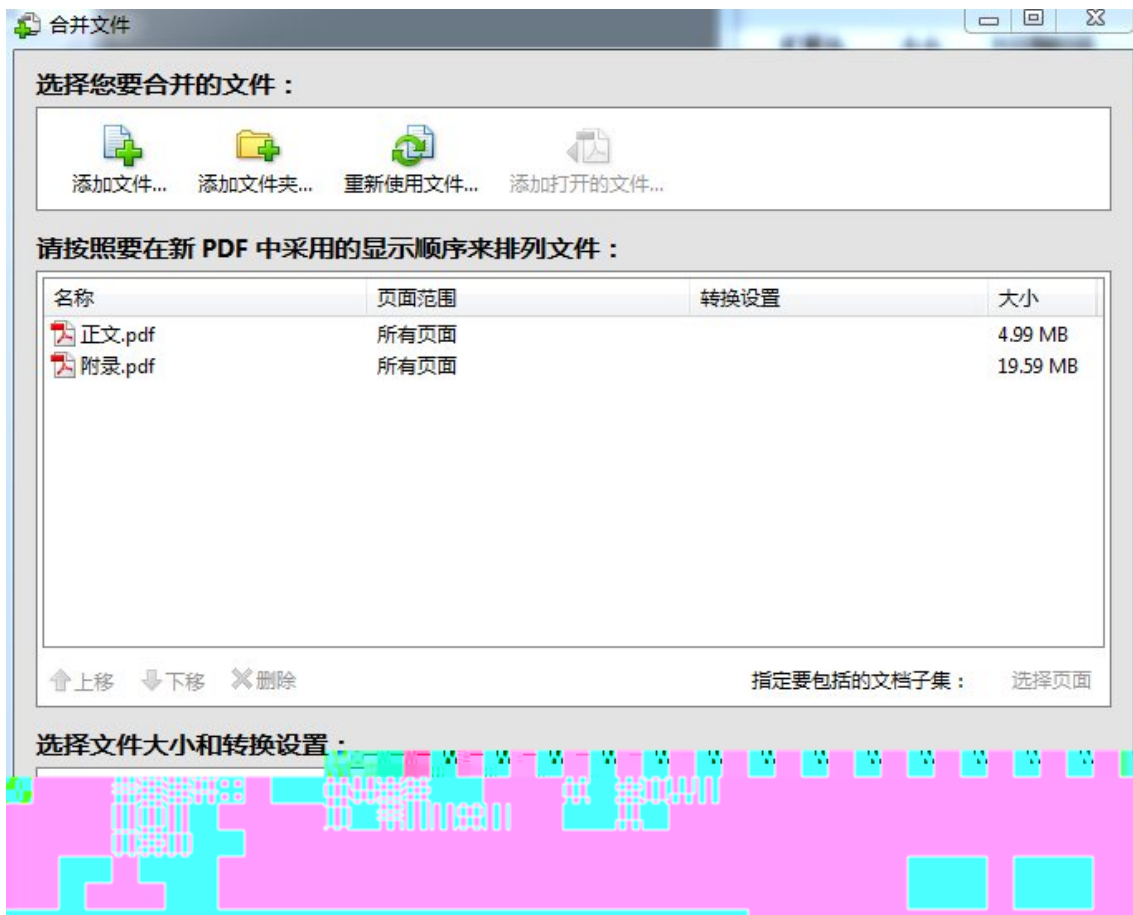 合并文件
选择您要合并的文件：
添加文件... 添加文件夹... 重新使用文件... 添加打开的文件...
请按照要在新 PDF 中采用的显示顺序来排列文件：
名称 页面范围 转换设置 大小
正文.pdf 所有页面 4.99 MB
附录.pdf 所有页面 19.59 MB
上移 下移 删除 指定要包括的文档子集： 选择页面
选择文件大小和转换设置：